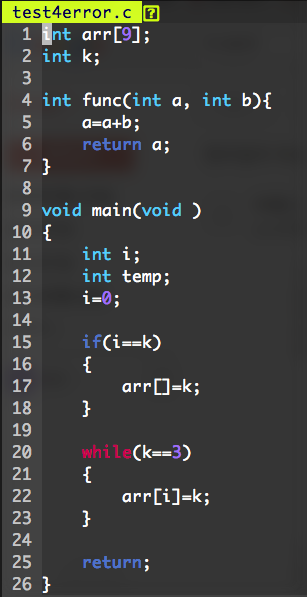 test4error.c ?
1 int arr[9];
2 int k;
3
4 int func(int a, int b){
5     a=a+b;
6     return a;
7 }
8
9 void main(void )
10 {
11     int i;
12     int temp;
13     i=0;
14
15     if(i==k)
16     {
17         arr[]=k;
18     }
19
20     while(k==3)
21     {
22         arr[i]=k;
23     }
24
25     return;
26 }